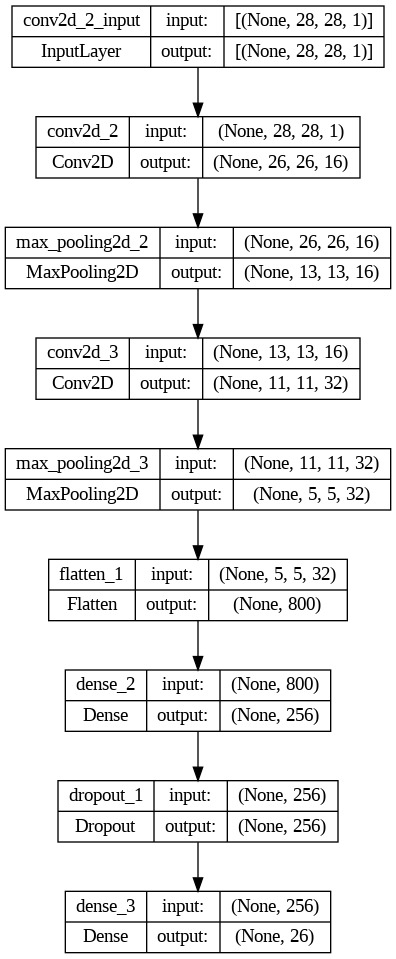 conv2d_2_input input: [(None, 28, 28, 1)]
InputLayer output: [(None, 28, 28, 1)]
conv2d_2 input: (None, 28, 28, 1)
Conv2D output: (None, 26, 26, 16)
max_pooling2d_2 input: (None, 26, 26, 16)
MaxPooling2D output: (None, 13, 13, 16)
conv2d_3 input: (None, 13, 13, 16)
Conv2D output: (None, 11, 11, 32)
max_pooling2d_3 input: (None, 11, 11, 32)
MaxPooling2D output: (None, 5, 5, 32)
flatten_1 input: (None, 5, 5, 32)
Flatten output: (None, 800)
dense_2 input: (None, 800)
Dense output: (None, 256)
dropout_1 input: (None, 256)
Dropout output: (None, 256)
dense_3 input: (None, 256)
Dense output: (None, 26)